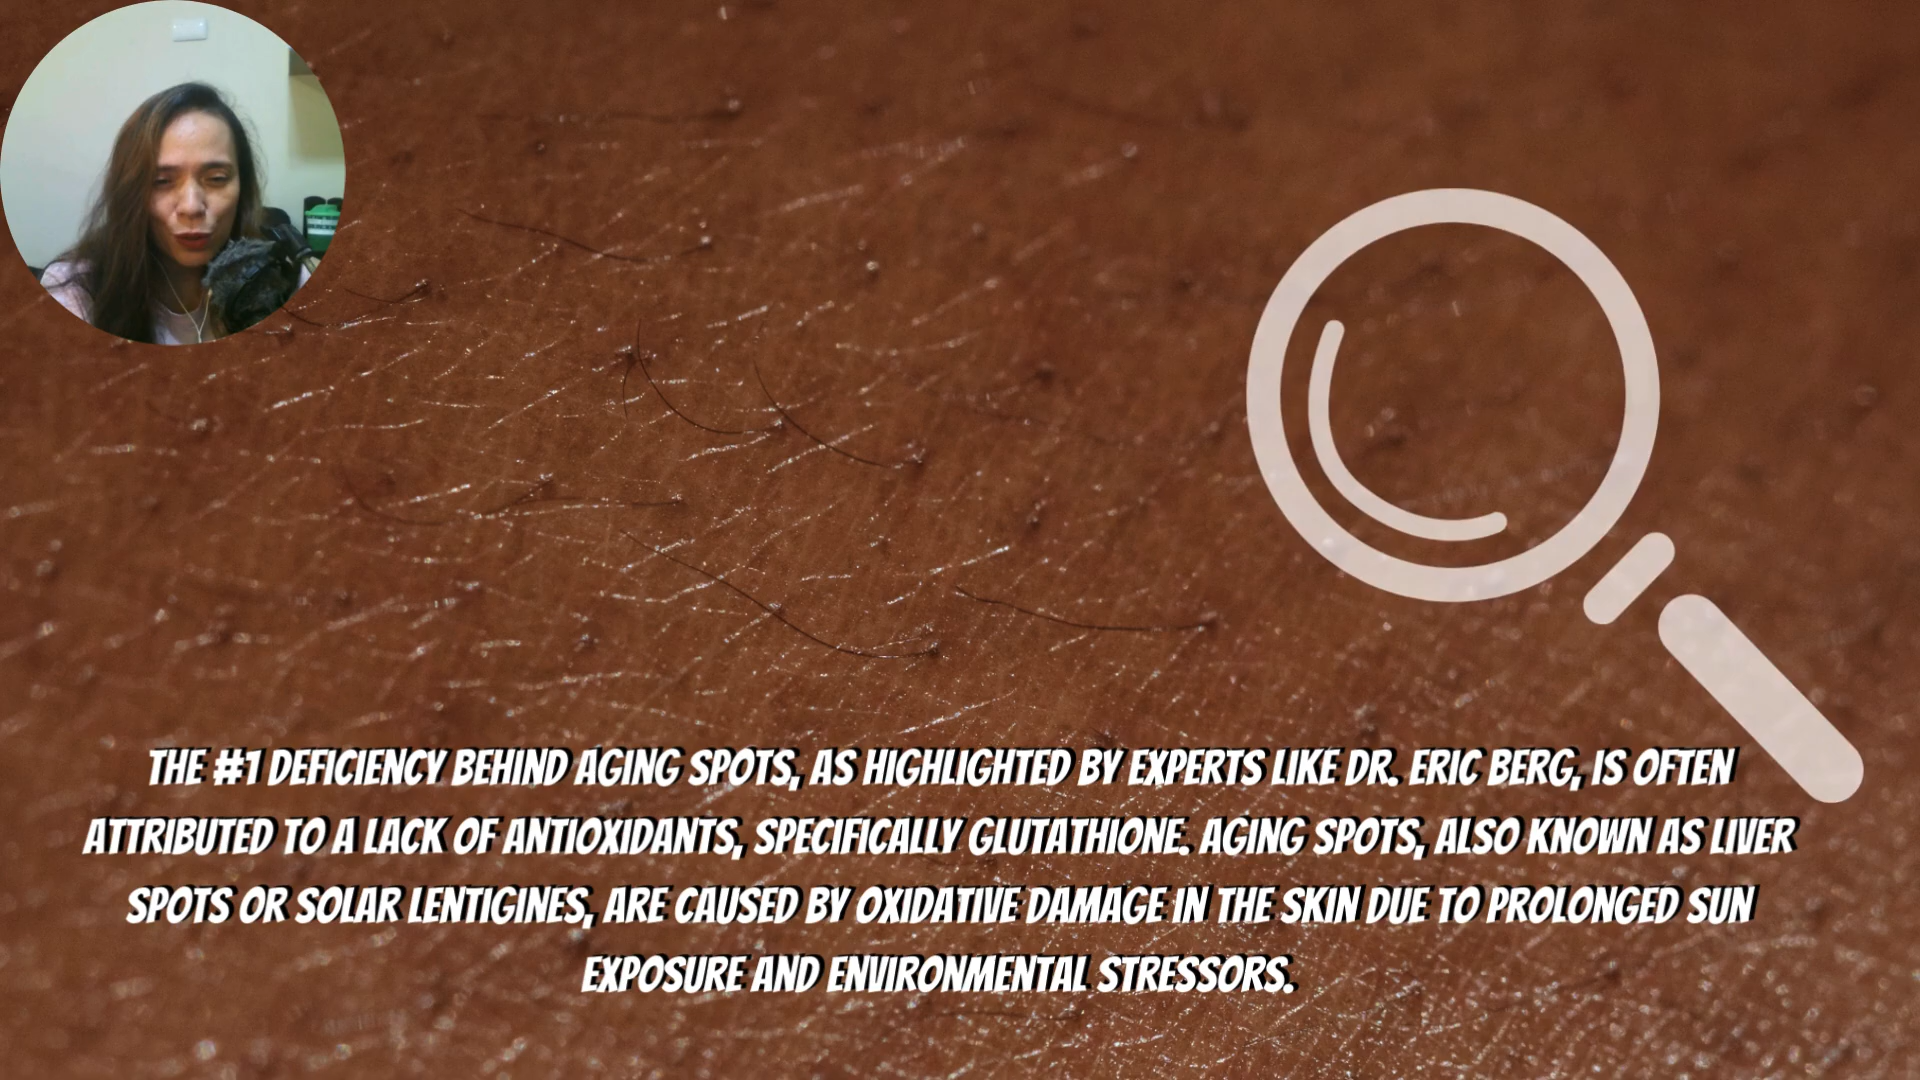 THE #1 DEFICIENCY BEHIND AGING SPOTS, AS HIGHLIGHTED BY EXPERTS LIKE DR. ERIC BERG, IS OFTEN
ATTRIBUTED TO A LACK OF ANTIOXIDANTS, SPECIFICALLY GLUTATHIONE. AGING SPOTS, ALSO KNOWN AS LIVER
SPOTS OR SOLAR LENTIGINES, ARE CAUSED BY OXIDATIVE DAMAGE IN THE SKIN DUE TO PROLONGED SUN
EXPOSURE AND ENVIRONMENTAL STRESSORS.